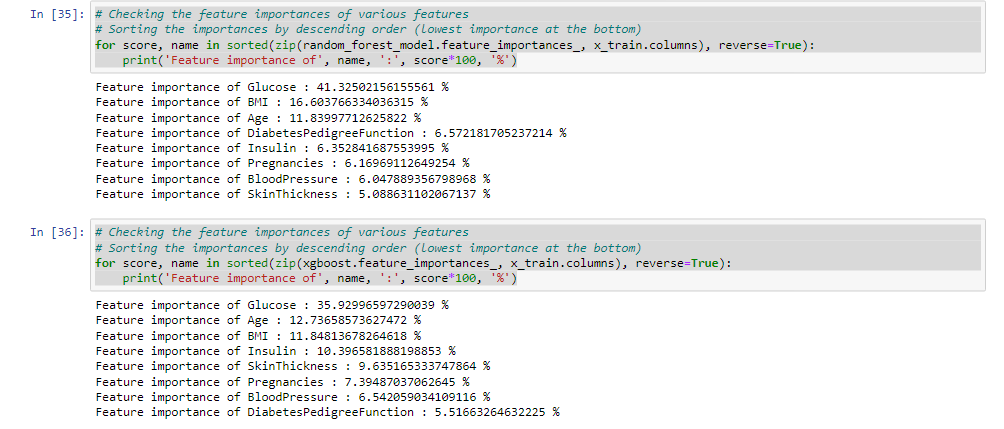 In [35]: # Checking the feature importances of various features
# Sorting the importances by descending order (lowest importance at the bottom)
for score, name in sorted(zip(random_forest_model.feature_importances_, x_train.columns), reverse=True):
print('Feature importance of', name, ':', score*100, '%')
Feature importance of Glucose : 41.32502156155561 %
Feature importance of BMI : 16.603766334036315 %
Feature importance of Age : 11.83997712625822 %
Feature importance of DiabetesPedigreeFunction : 6.572181705237214 %
Feature importance of Insulin : 6.352841687553995 %
Feature importance of Pregnancies : 6.16969112649254 %
Feature importance of BloodPressure : 6.047889356798968 %
Feature importance of SkinThickness : 5.088631102067137 %
In [36]: # Checking the feature importances of various features
# Sorting the importances by descending order (lowest importance at the bottom)
for score, name in sorted(zip(xgboost.feature_importances_, x_train.columns), reverse=True):
print('Feature importance of', name, ':', score*100, '%')
Feature importance of Glucose : 35.92996597290039 %
Feature importance of Age : 12.73658573627472 %
Feature importance of BMI : 11.84813678264618 %
Feature importance of Insulin : 10.396581888198853 %
Feature importance of SkinThickness : 9.635165333747864 %
Feature importance of Pregnancies : 7.39487037062645 %
Feature importance of BloodPressure : 6.542059034109116 %
Feature importance of DiabetesPedigreeFunction : 5.51663264632225 %